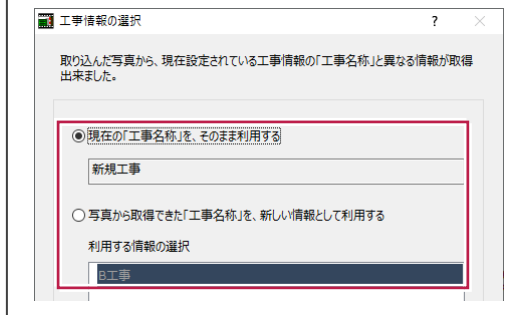 工事情報の選択
取り込んだ写真から、現在設定されている工事情報の「工事名称」と異なる情報が取得
出来ました。
現在の「工事名称」を、そのまま利用する
新規工事
写真から取得できた「工事名称」を、新しい情報として利用する
利用する情報の選択
B工事